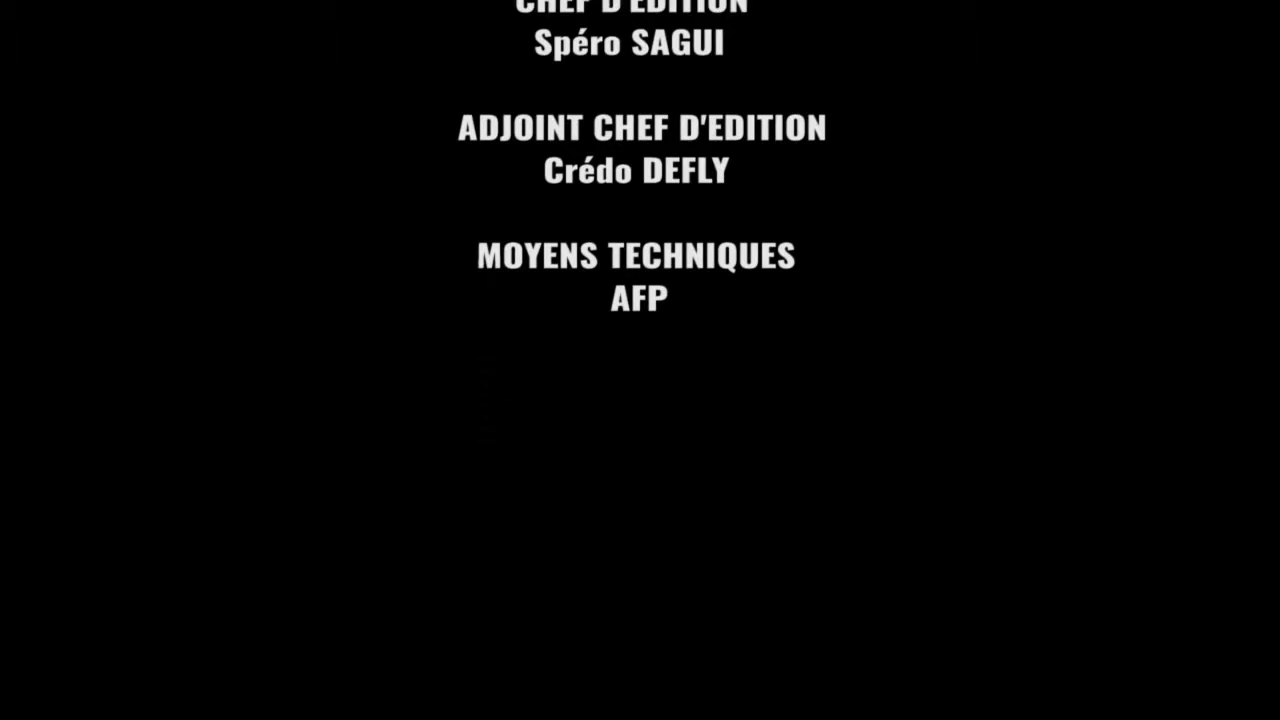 CHEF D'EDITION
Spéro SAGUI
ADJOINT CHEF D'EDITION
Crédo DEFLY
MOYENS TECHNIQUES
AFP